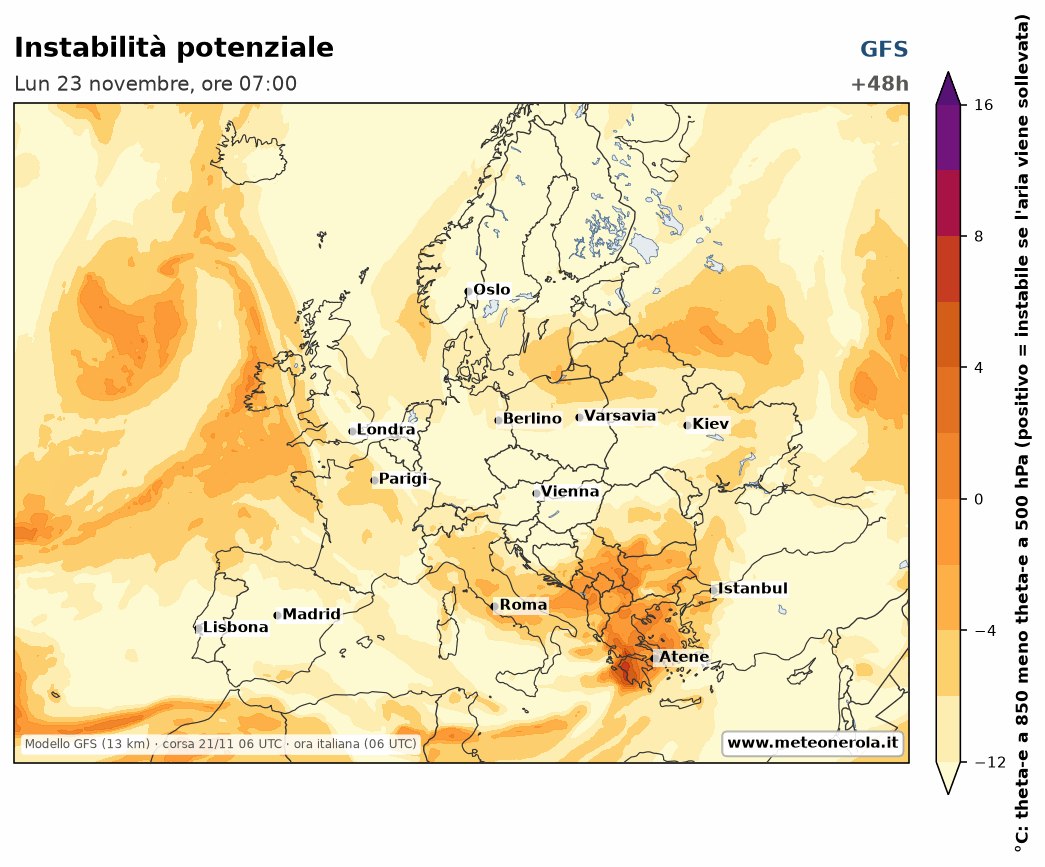 Instabilità potenziale
GFS
Lun 23 novembre, ore 07:00
+48h
Oslo
Berlino
Varsavia
Kiev
Londra
Parigi
Vienna
Istanbul
Roma
Madrid
Lisbona
Atene
Modello GFS (13 km) · corsa 21/11 06 UTC · ora italiana (06 UTC)
www.meteonerola.it
16
8
4
0
−4
−12
°C: theta-e a 850 meno theta-e a 500 hPa (positivo = instabile se l'aria viene sollevata)